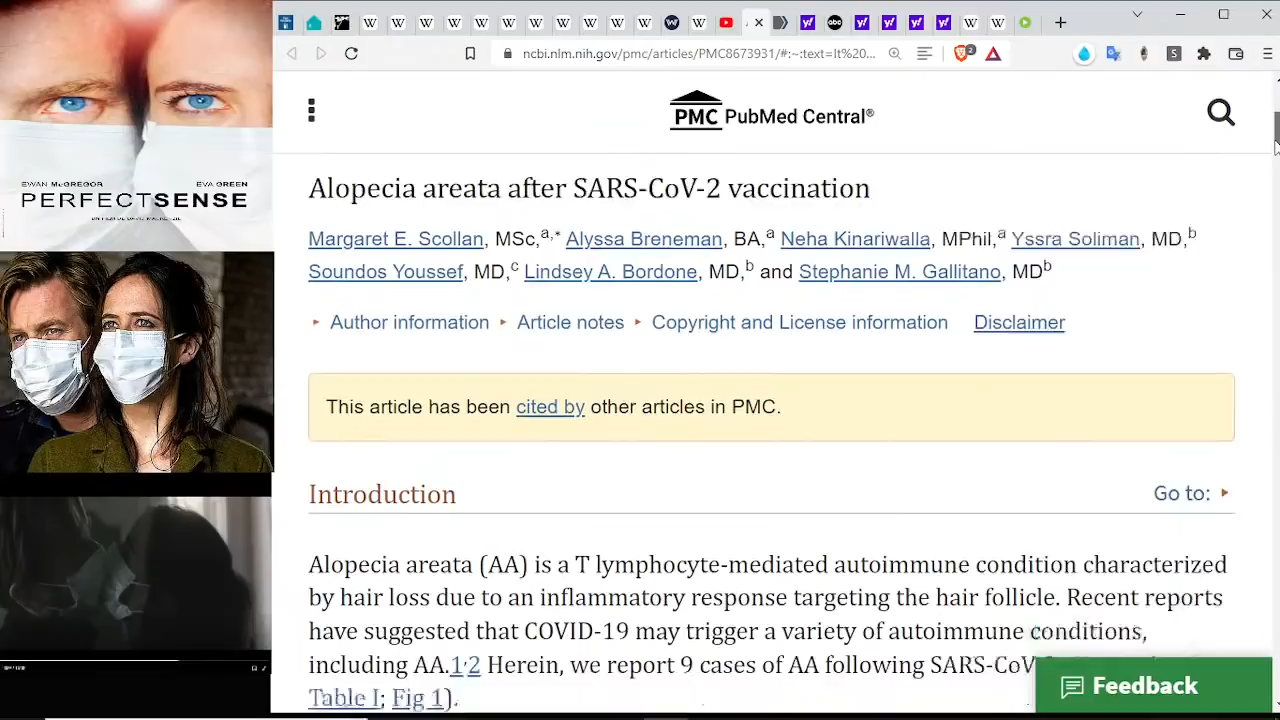 EWAN McGREGOR EVA GREEN
PERFECTSENSE
ncbi.nlm.nih.gov/pmc/articles/PMC8673931/#:~:text=It%20...
PMC PubMed Central®
Alopecia areata after SARS-CoV-2 vaccination
Margaret E. Scollan, MSc,a,* Alyssa Breneman, BA,a Neha Kinariwalla, MPhil,a Yssra Soliman, MD,b
Soundos Youssef, MD,c Lindsey A. Bordone, MD,b and Stephanie M. Gallitano, MDb
Author information Article notes Copyright and License information Disclaimer
This article has been cited by other articles in PMC.
Introduction Go to:
Alopecia areata (AA) is a T lymphocyte-mediated autoimmune condition characterized
by hair loss due to an inflammatory response targeting the hair follicle. Recent reports
have suggested that COVID-19 may trigger a variety of autoimmune conditions,
including AA.1,2 Herein, we report 9 cases of AA following SARS-CoV
Table I; Fig 1).
Feedback